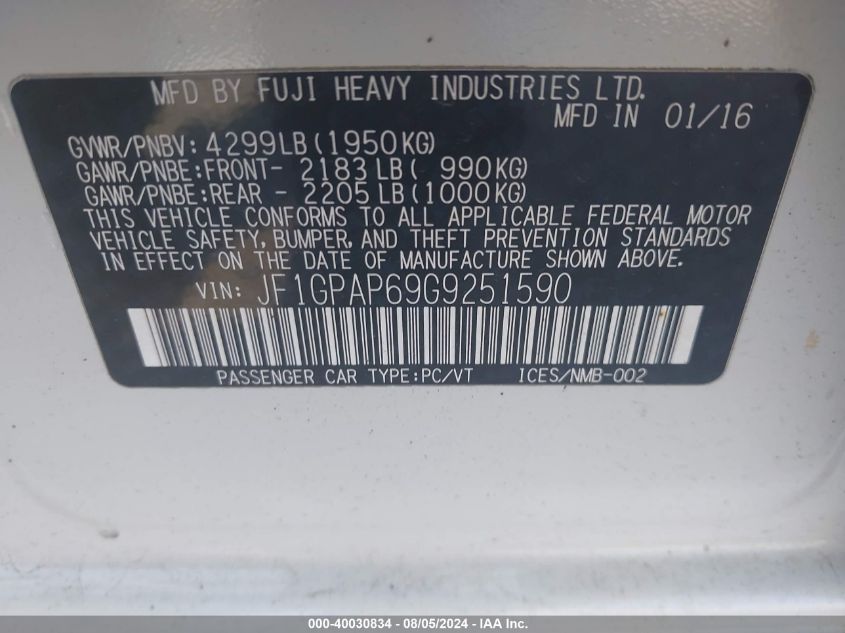 MFD BY FUJI HEAVY INDUSTRIES LTD.
MFD IN 01/16
GVWR/PNBV: 4299LB(1950KG)
GAWR/PNBE:FRONT- 2183LB( 990KG)
GAWR/PNBE:REAR - 2205LB(1000KG)
THIS VEHICLE CONFORMS TO ALL APPLICABLE FEDERAL MOTOR
VEHICLE SAFETY, BUMPER, AND THEFT PREVENTION STANDARDS
IN EFFECT ON THE DATE OF MANUFACTURE SHOWN ABOVE.
VIN: JF1GPAP69G9251590
PASSENGER CAR TYPE:PC/VT ICES/NMB-002
000-40030834 - 08/05/2024 - IAA Inc.